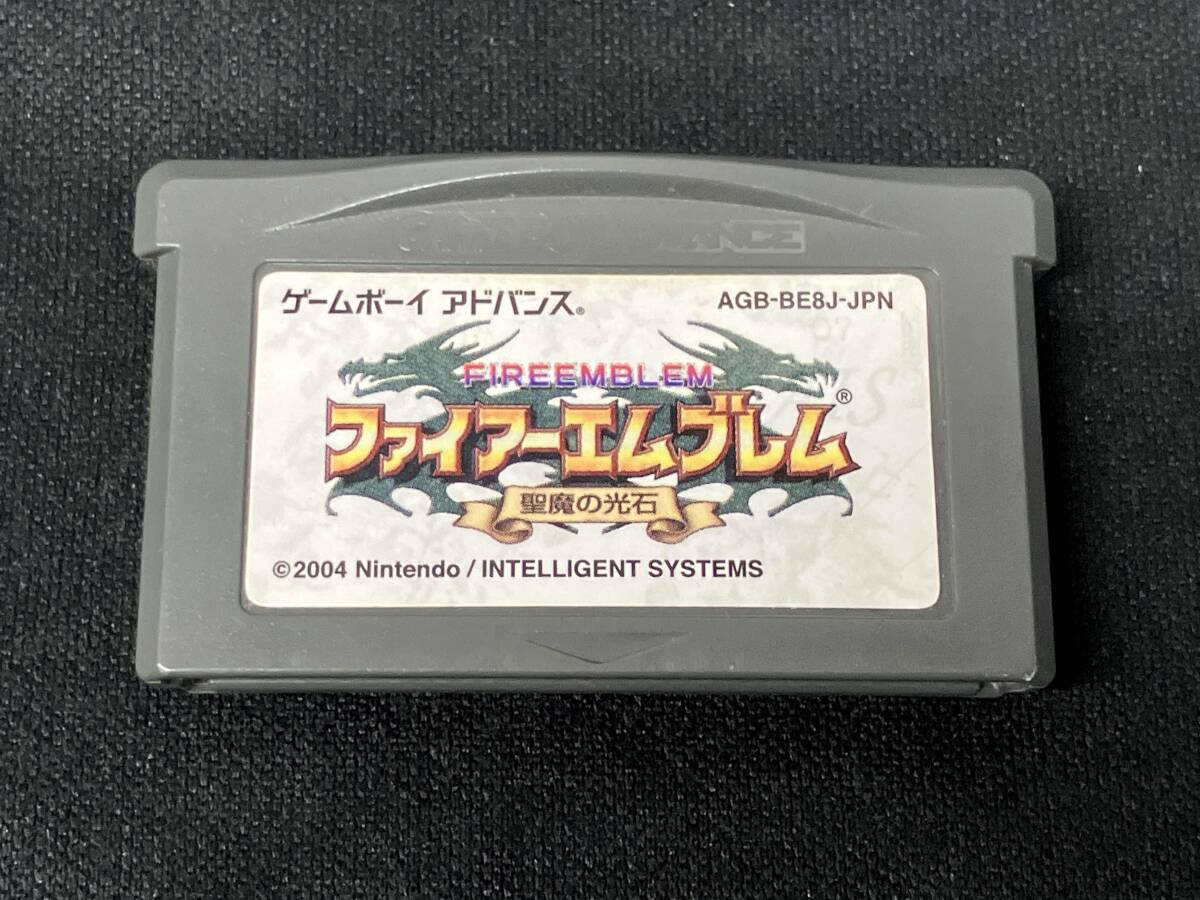 ゲームボーイ アドバンス®
AGB-BE8J-JPN
FIREEMBLEM
ファイアーエムブレム®
聖魔の光石
©2004 Nintendo / INTELLIGENT SYSTEMS